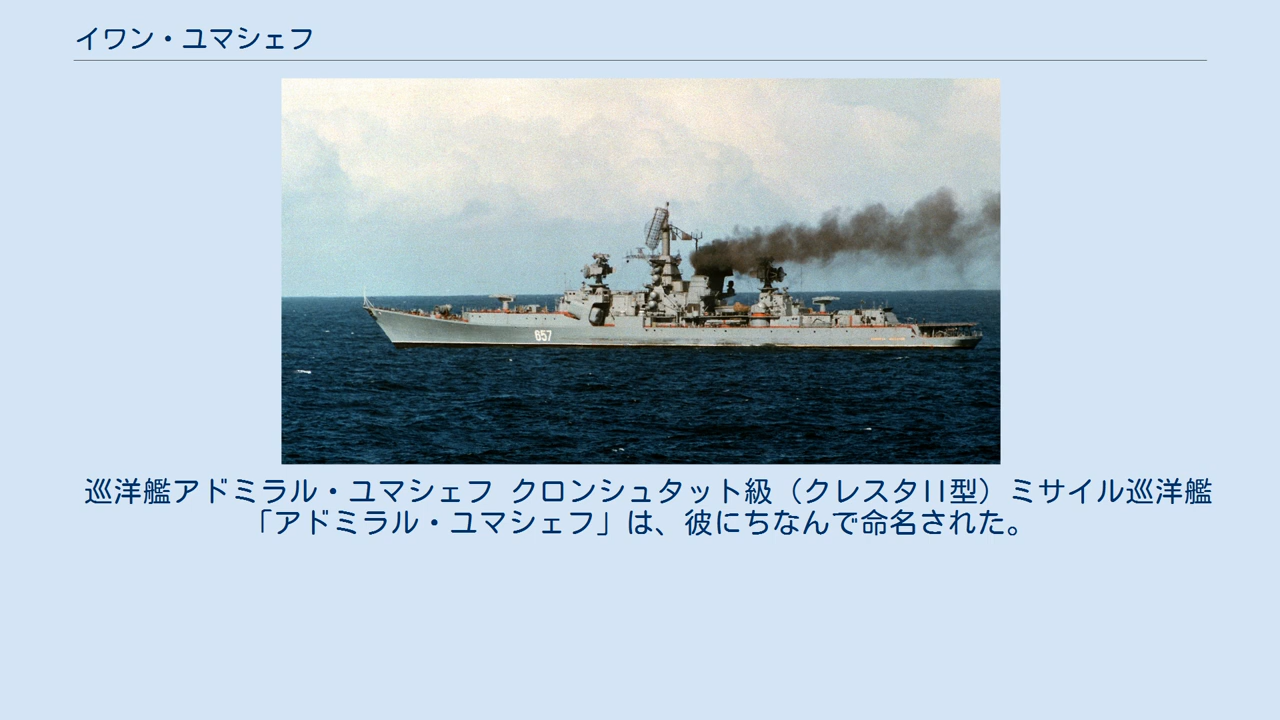 イワン・ユマシェフ
657
巡洋艦アドミラル・ユマシェフ クロンシュタット級（クレスタII型）ミサイル巡洋艦
「アドミラル・ユマシェフ」は、彼にちなんで命名された。